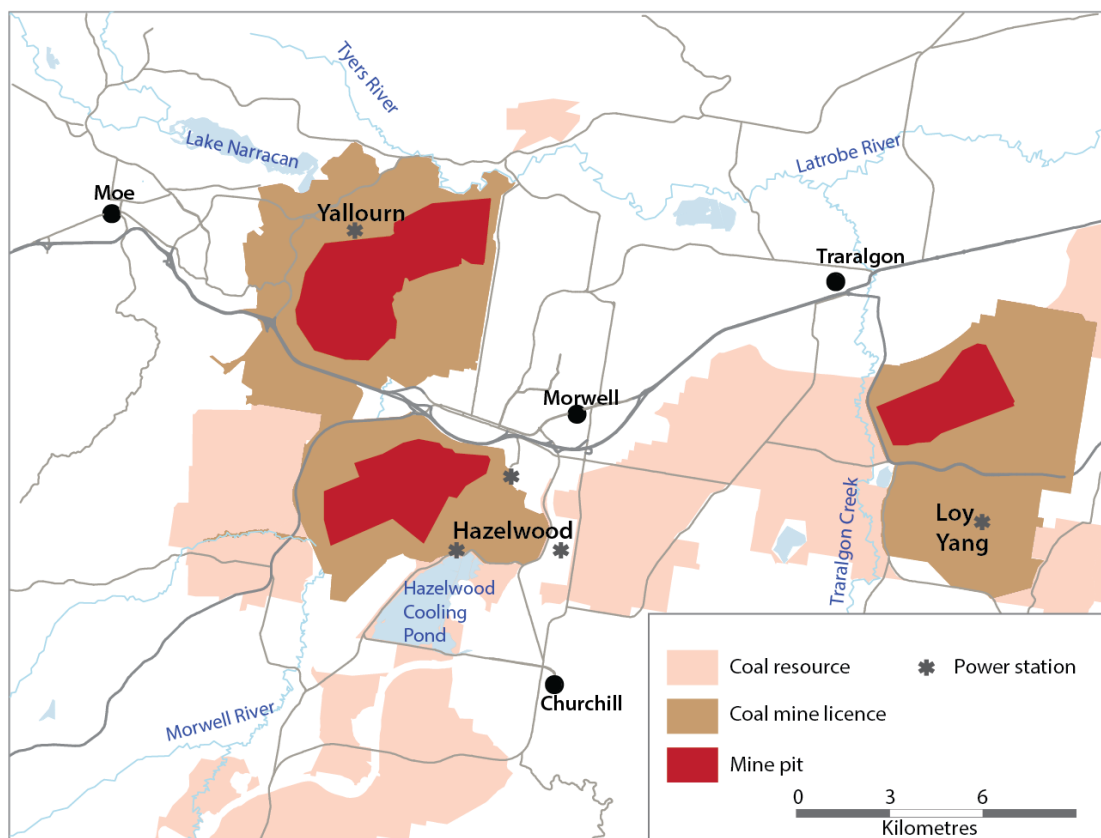 Tyers River
Lake Narracan
Latrobe River
Moe
Yallourn
Traralgon
Morwell
Hazelwood
Loy
Yang
Traralgon Creek
Hazelwood
Cooling
Pond
Churchill
Morwell River
Coal resource
Power station
Coal mine licence
Mine pit
0 3 6
Kilometres